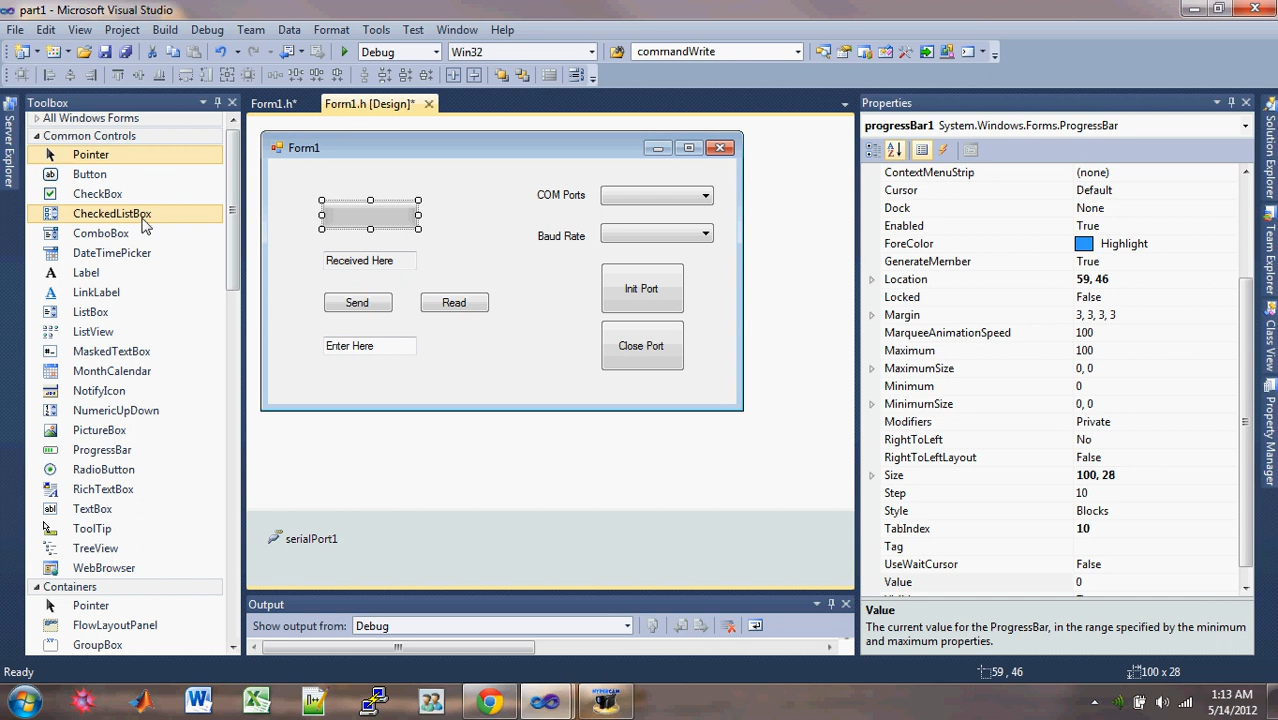 part1 - Microsoft Visual Studio
File Edit View Project Build Debug Team Data Format Tools Test Window Help
Debug Win32 commandWrite
Toolbox
Form1.h*
Form1.h [Design]*
Properties
Server Explorer
All Windows Forms
Common Controls
Pointer
Button
CheckBox
CheckedListBox
ComboBox
DateTimePicker
Label
LinkLabel
ListBox
ListView
MaskedTextBox
MonthCalendar
NotifyIcon
NumericUpDown
PictureBox
ProgressBar
RadioButton
RichTextBox
TextBox
ToolTip
TreeView
WebBrowser
Containers
Pointer
FlowLayoutPanel
GroupBox
Form1
COM Ports
Baud Rate
Received Here
Send Read
Enter Here
Init Port
Close Port
serialPort1
Output
Show output from: Debug
progressBar1 System.Windows.Forms.ProgressBar
ContextMenuStrip (none)
Cursor Default
Dock None
Enabled True
ForeColor Highlight
GenerateMember True
Location 59, 46
Locked False
Margin 3, 3, 3, 3
MarqueeAnimationSpeed 100
Maximum 100
MaximumSize 0, 0
Minimum 0
MinimumSize 0, 0
Modifiers Private
RightToLeft No
RightToLeftLayout False
Size 100, 28
Step 10
Style Blocks
TabIndex 10
Tag
UseWaitCursor False
Value 0
Value
The current value for the ProgressBar, in the range specified by the minimum
and maximum properties.
Solution Explorer
Team Explorer
Class View
Property Manager
Ready
59 , 46
100 x 28
HYPERCAM
1:13 AM
5/14/2012